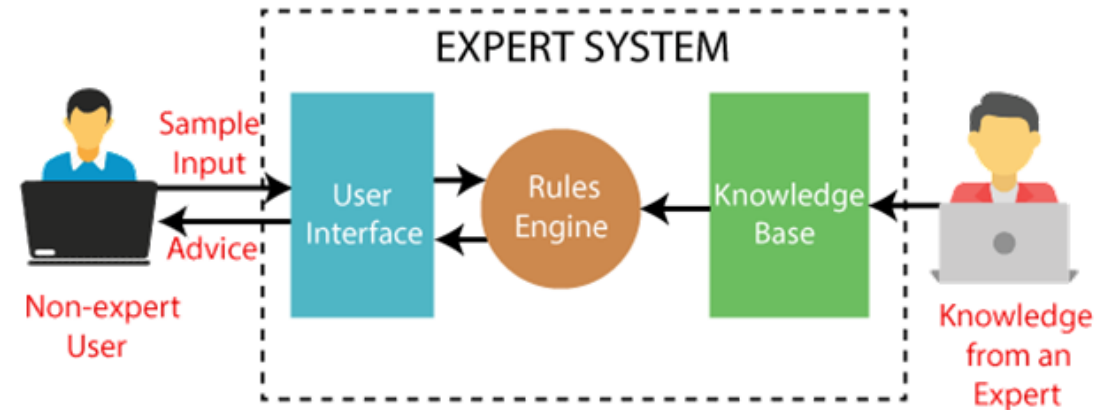 EXPERT SYSTEM
Sample
Input
Advice
Non-expert
User
User
Interface
Rules
Engine
Knowledge
Base
Knowledge
from an
Expert